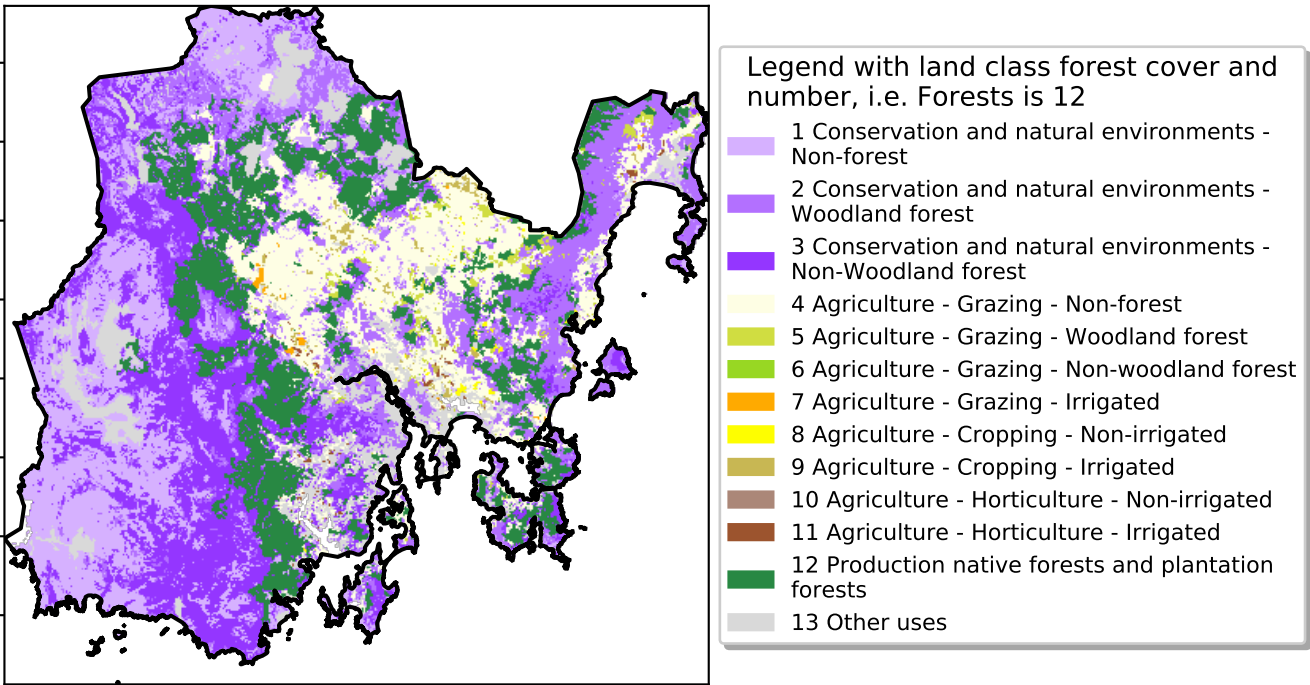 Legend with land class forest cover and
number, i.e. Forests is 12
1 Conservation and natural environments -
Non-forest
2 Conservation and natural environments -
Woodland forest
3 Conservation and natural environments -
Non-Woodland forest
4 Agriculture - Grazing - Non-forest
5 Agriculture - Grazing - Woodland forest
6 Agriculture - Grazing - Non-woodland forest
7 Agriculture - Grazing - Irrigated
8 Agriculture - Cropping - Non-irrigated
9 Agriculture - Cropping - Irrigated
10 Agriculture - Horticulture - Non-irrigated
11 Agriculture - Horticulture - Irrigated
12 Production native forests and plantation
forests
13 Other uses